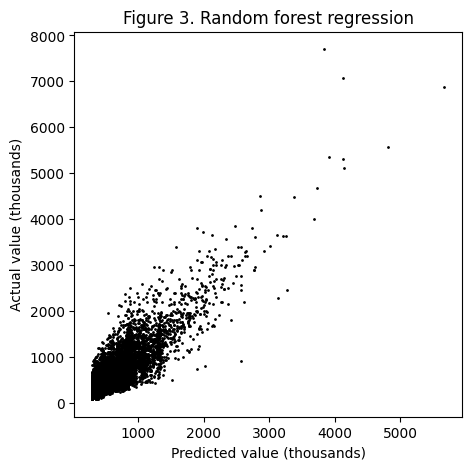 Figure 3. Random forest regression
8000
7000
6000
5000
4000
3000
2000
1000
0
Actual value (thousands)
1000 2000 3000 4000 5000
Predicted value (thousands)